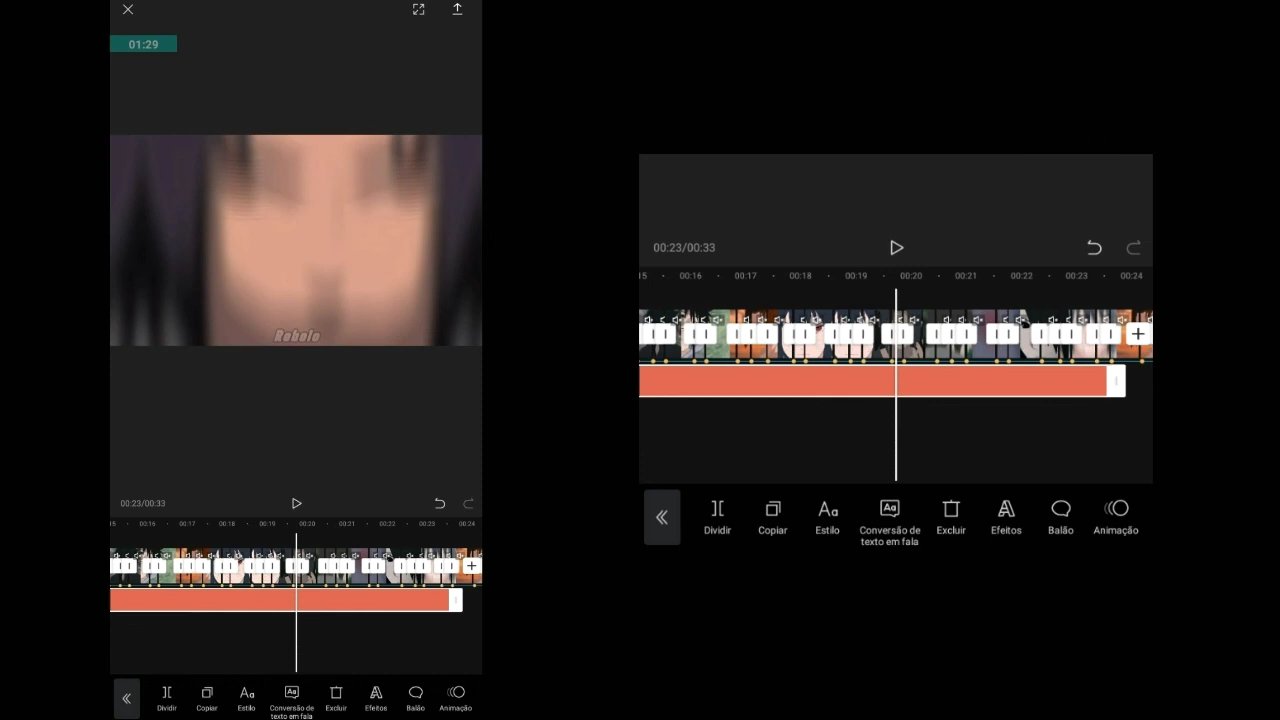 01:29
Robolo
00:23/00:33
15 00:16 00:17 00:18 00:19 00:20 00:21 00:22 00:23 00:24
Dividir Copiar Estilo Conversão de texto em fala Excluir Efeitos Balão Animação
00:23/00:33
15 00:16 00:17 00:18 00:19 00:20 00:21 00:22 00:23 00:24
Dividir Copiar Estilo Conversão de texto em fala Excluir Efeitos Balão Animação